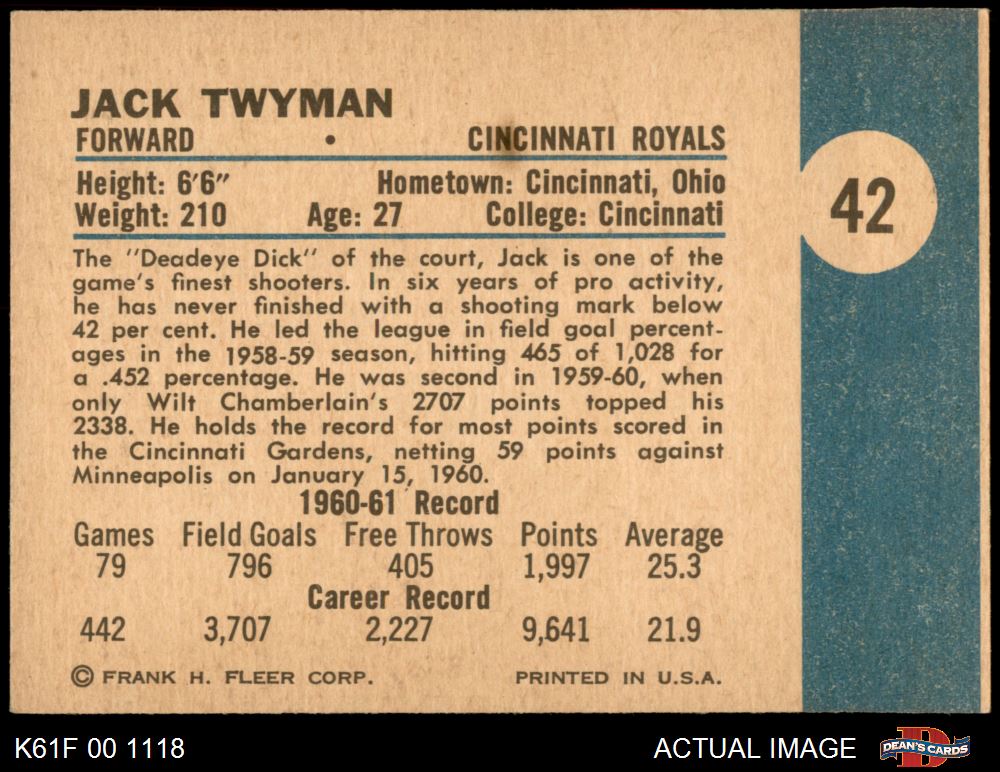 JACK TWYMAN
FORWARD • CINCINNATI ROYALS
Height: 6'6" Hometown: Cincinnati, Ohio
Weight: 210 Age: 27 College: Cincinnati
42
The "Deadeye Dick" of the court, Jack is one of the
game's finest shooters. In six years of pro activity,
he has never finished with a shooting mark below
42 per cent. He led the league in field goal percent-
ages in the 1958-59 season, hitting 465 of 1,028 for
a .452 percentage. He was second in 1959-60, when
only Wilt Chamberlain's 2707 points topped his
2338. He holds the record for most points scored in
the Cincinnati Gardens, netting 59 points against
Minneapolis on January 15, 1960.
1960-61 Record
Games Field Goals Free Throws Points Average
79 796 405 1,997 25.3
Career Record
442 3,707 2,227 9,641 21.9
© FRANK H. FLEER CORP. PRINTED IN U.S.A.
K61F 00 1118 ACTUAL IMAGE DEAN'S CARDS